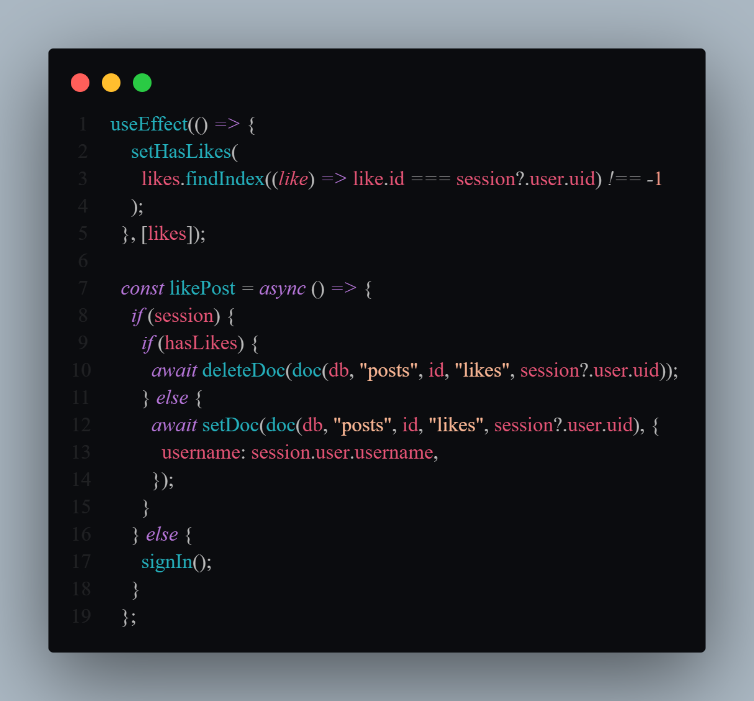 1 useEffect(() => {
2 setHasLikes(
3 likes.findIndex((like) => like.id === session?.user.uid) !== -1
4 );
5 }, [likes]);
6
7 const likePost = async () => {
8 if (session) {
9 if (hasLikes) {
10 await deleteDoc(doc(db, "posts", id, "likes", session?.user.uid));
11 } else {
12 await setDoc(doc(db, "posts", id, "likes", session?.user.uid), {
13 username: session.user.username,
14 });
15 }
16 } else {
17 signIn();
18 }
19 };